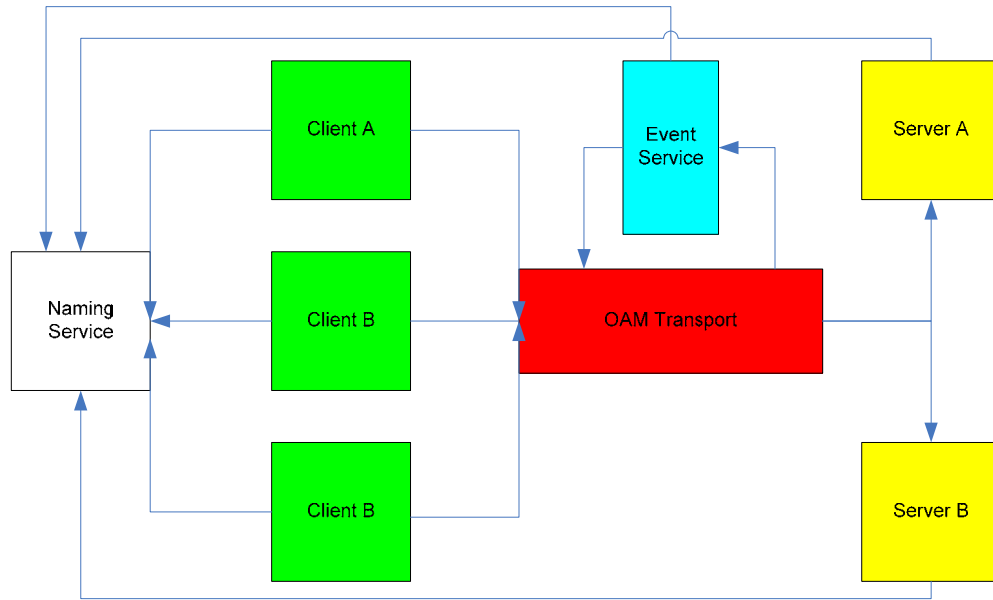 Client A
Event
Service
Server A
Naming
Service
Client B
OAM Transport
Client B
Server B